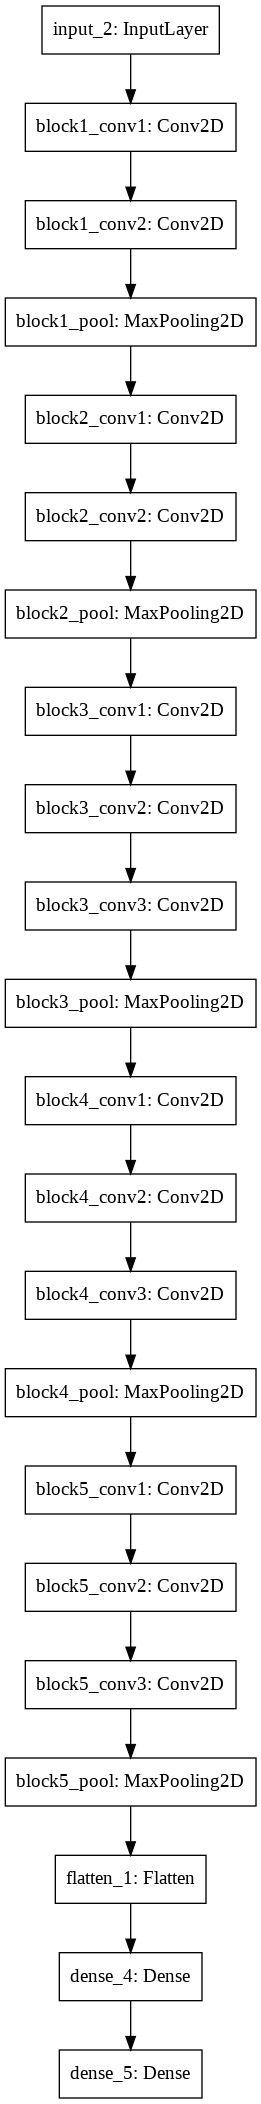 input_2: InputLayer
block1_conv1: Conv2D
block1_conv2: Conv2D
block1_pool: MaxPooling2D
block2_conv1: Conv2D
block2_conv2: Conv2D
block2_pool: MaxPooling2D
block3_conv1: Conv2D
block3_conv2: Conv2D
block3_conv3: Conv2D
block3_pool: MaxPooling2D
block4_conv1: Conv2D
block4_conv2: Conv2D
block4_conv3: Conv2D
block4_pool: MaxPooling2D
block5_conv1: Conv2D
block5_conv2: Conv2D
block5_conv3: Conv2D
block5_pool: MaxPooling2D
flatten_1: Flatten
dense_4: Dense
dense_5: Dense